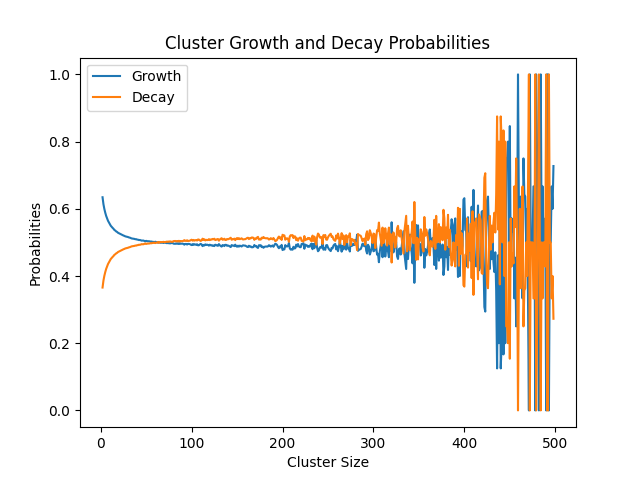 Cluster Growth and Decay Probabilities
Growth
Decay
1.0
0.8
0.6
0.4
0.2
0.0
Probabilities
0
100
200
300
400
500
Cluster Size